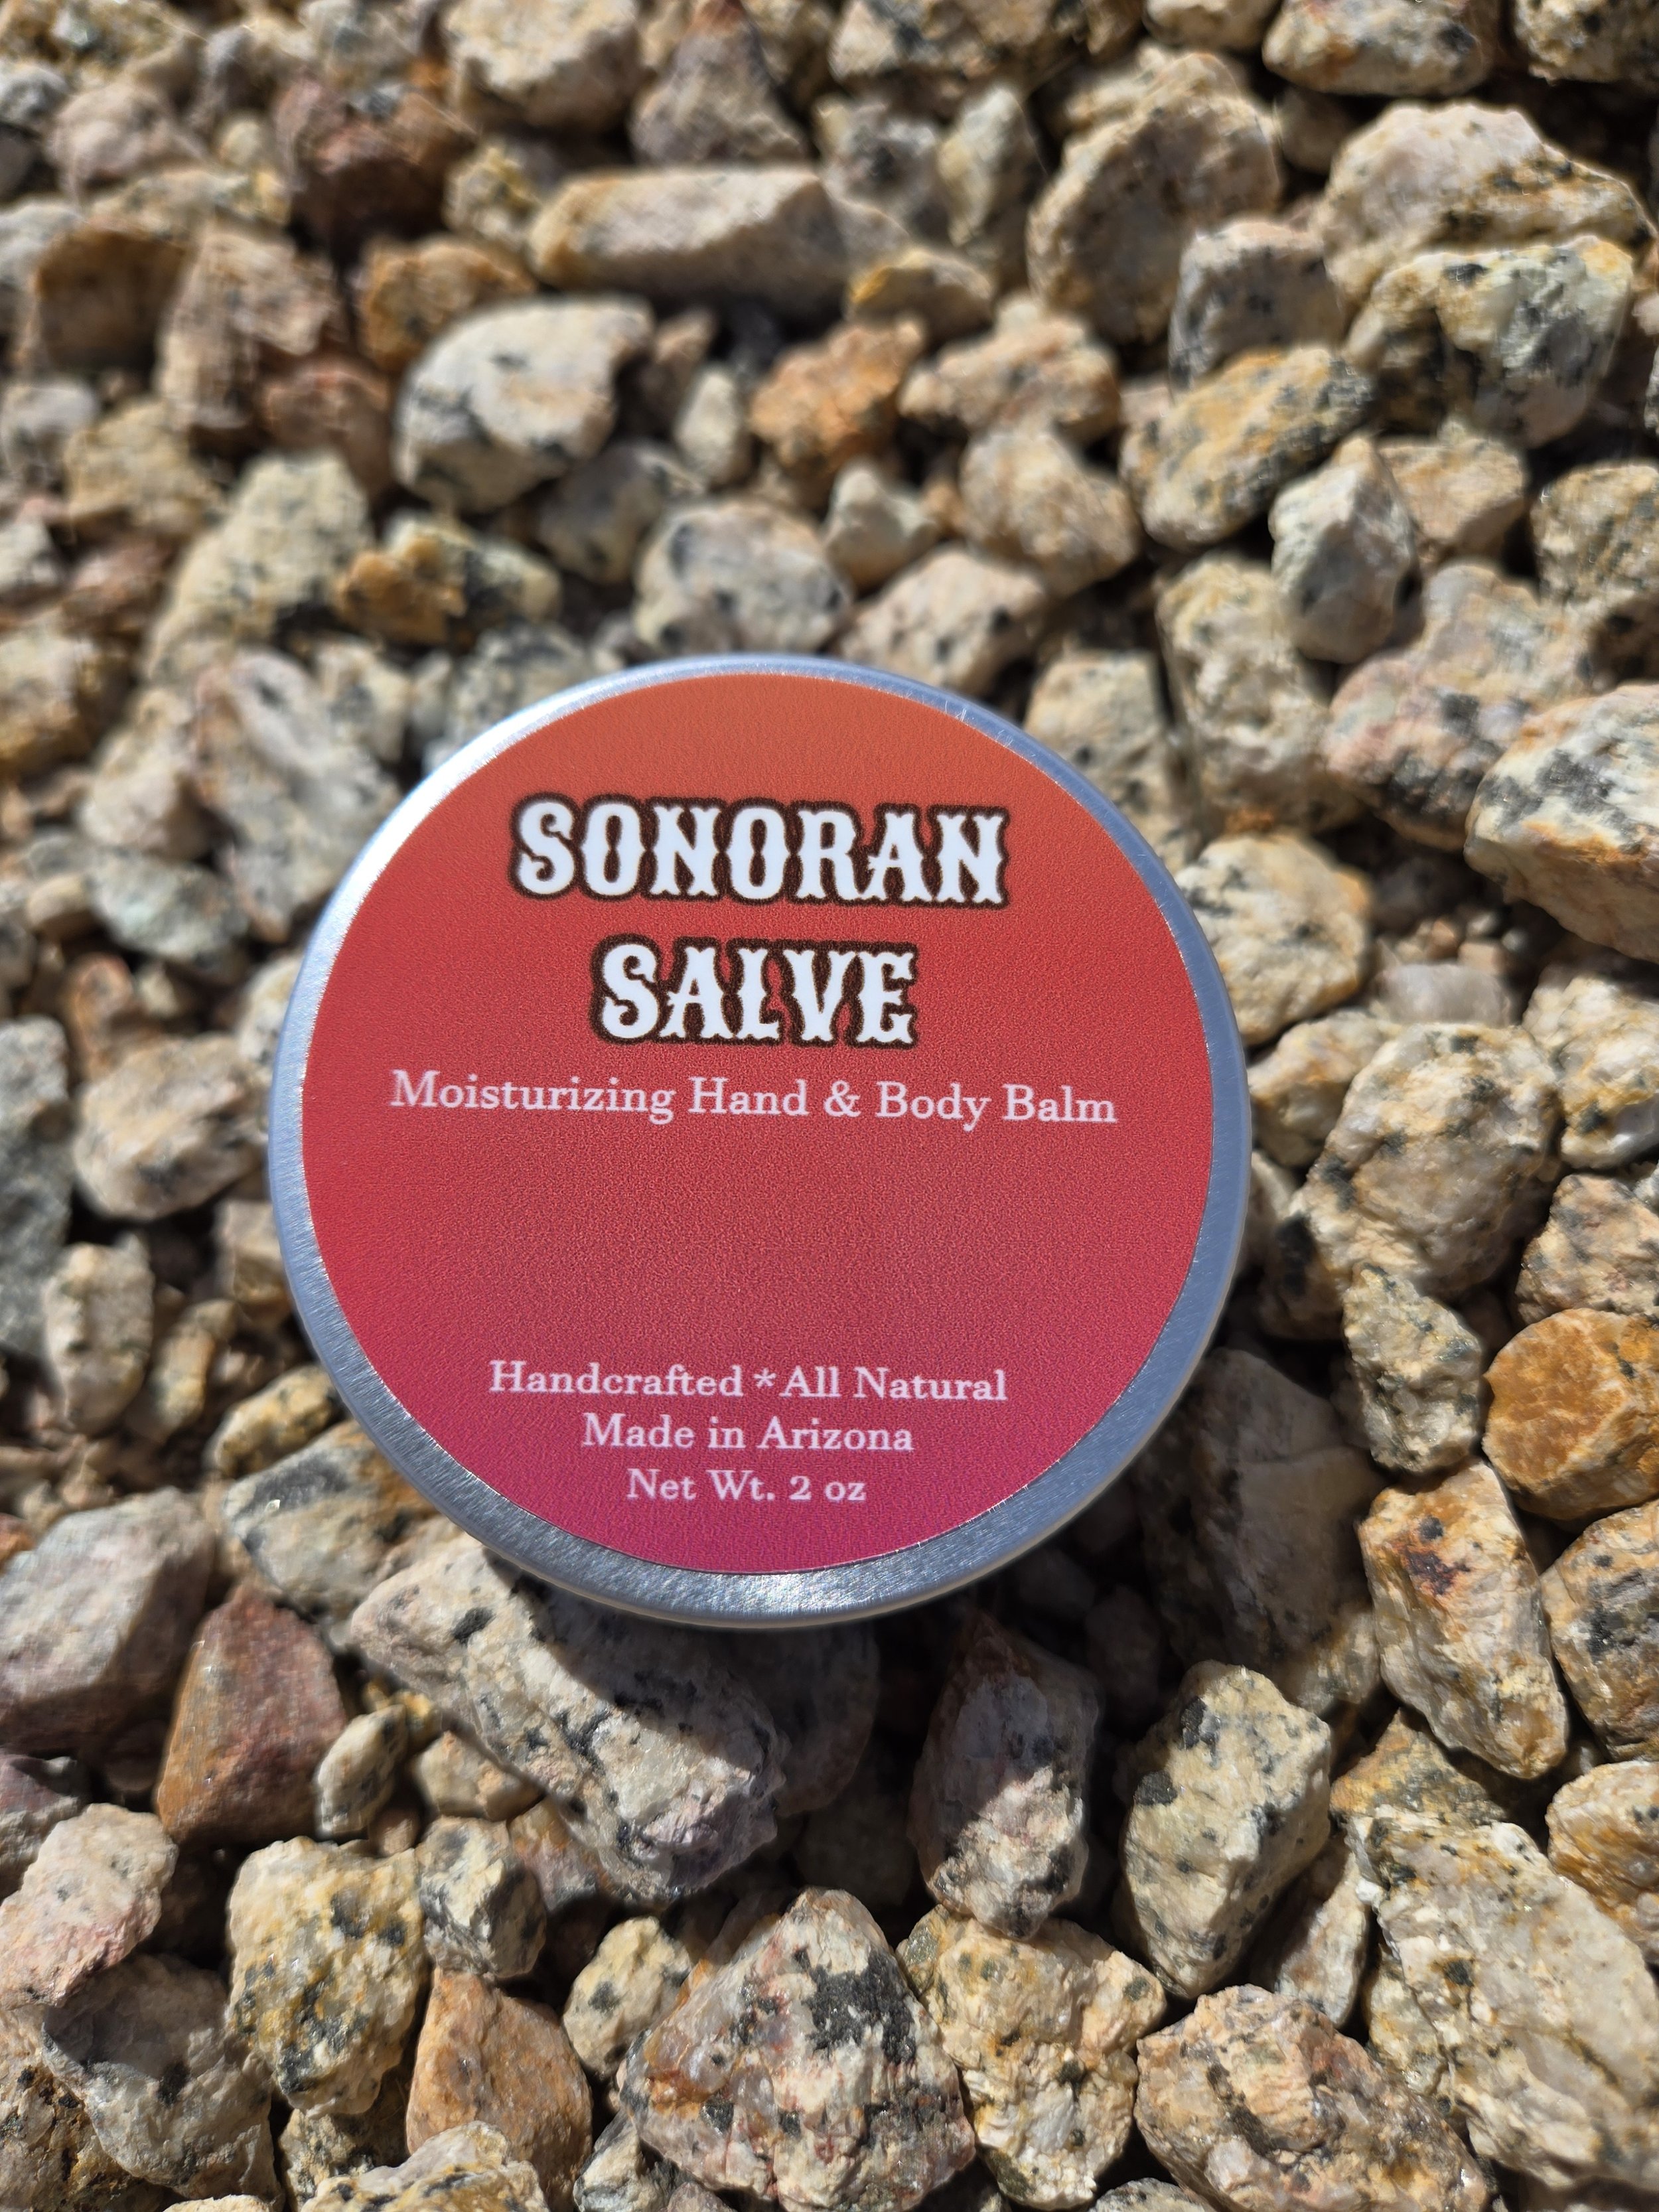 SONORAN
SALVE
Moisturizing Hand & Body Balm
Handcrafted * All Natural
Made in Arizona
Net Wt. 2 oz